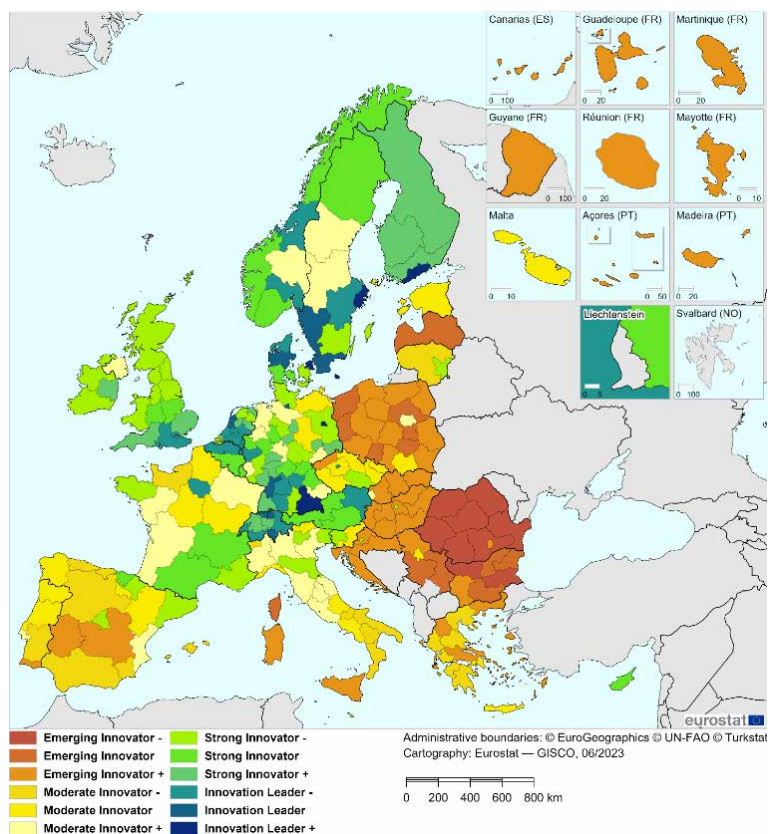 Canarias (ES)
0 100
Guadeloupe (FR)
0 20
Martinique (FR)
0 20
Guyane (FR)
0 100
Réunion (FR)
0 20
Mayotte (FR)
0 10
Malta
0 10
Açores (PT)
0 50
Madeira (PT)
0 20
Liechtenstein
0 5
Svalbard (NO)
0 100
eurostat
Emerging Innovator -
Emerging Innovator
Emerging Innovator +
Moderate Innovator -
Moderate Innovator
Moderate Innovator +
Strong Innovator -
Strong Innovator
Strong Innovator +
Innovation Leader -
Innovation Leader
Innovation Leader +
Administrative boundaries: © EuroGeographics © UN-FAO © Turkstat
Cartography: Eurostat — GISCO, 06/2023
0 200 400 600 800 km